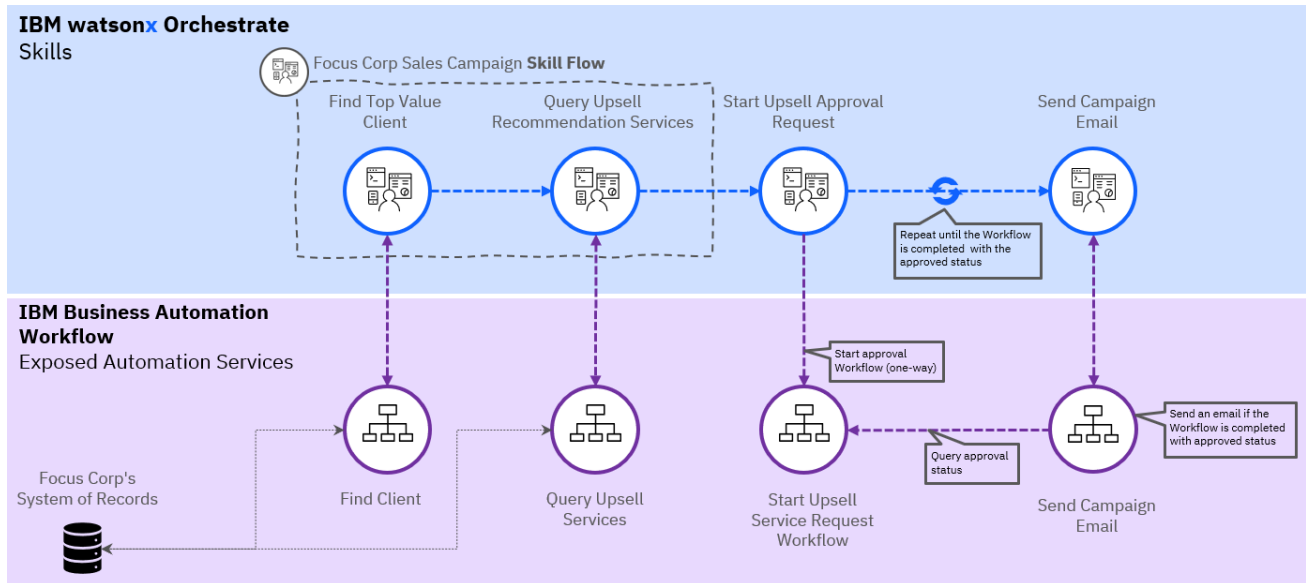 IBM watsonx Orchestrate
Skills
Focus Corp Sales Campaign Skill Flow
Find Top Value
Client
Query Upsell
Recommendation Services
Start Upsell Approval
Request
Send Campaign
Email
Repeat until the Workflow
is completed with the
approved status
IBM Business Automation
Workflow
Exposed Automation Services
Start approval
Workflow (one-way)
Send an email if the
Workflow is completed
with approved status
Query approval
status
Focus Corp's
System of Records
Find Client
Query Upsell
Services
Start Upsell
Service Request
Workflow
Send Campaign
Email